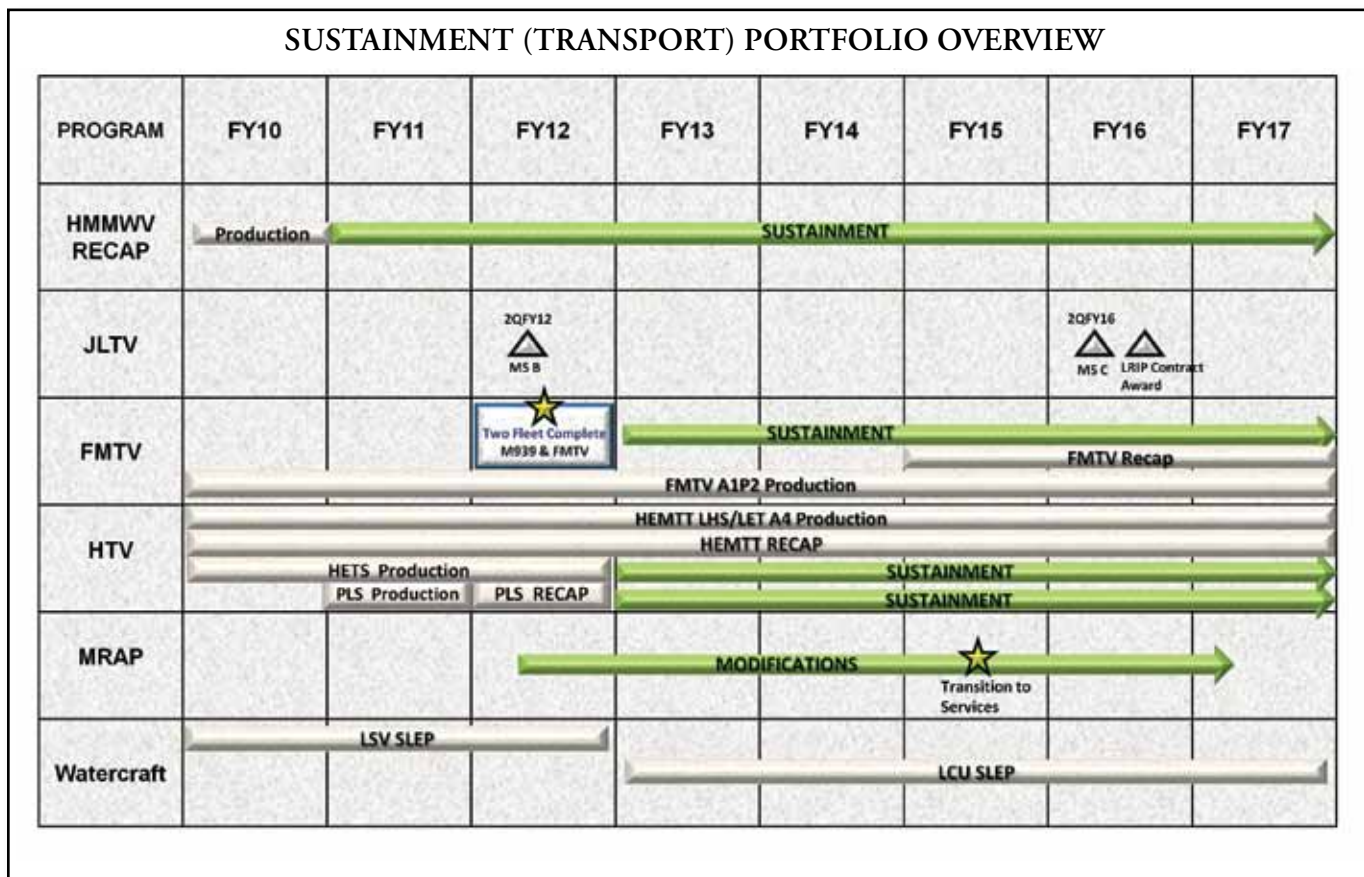 SUSTAINMENT (TRANSPORT) PORTFOLIO OVERVIEW
PROGRAM FY10 FY11 FY12 FY13 FY14 FY15 FY16 FY17
HMMWV
RECAP
Production
SUSTAINMENT
JLTV
2QFY12
MS B
2QFY16
MS C
LRIP Contract
Award
FMTV
Two Fleet Complete
M939 & FMTV
SUSTAINMENT
FMTV Recap
FMTV A1P2 Production
HTV
HEMTT LHS/LET A4 Production
HEMTT RECAP
HETS Production
SUSTAINMENT
PLS Production
PLS RECAP
SUSTAINMENT
MRAP
MODIFICATIONS
Transition to
Services
Watercraft
LSV SLEP
LCU SLEP